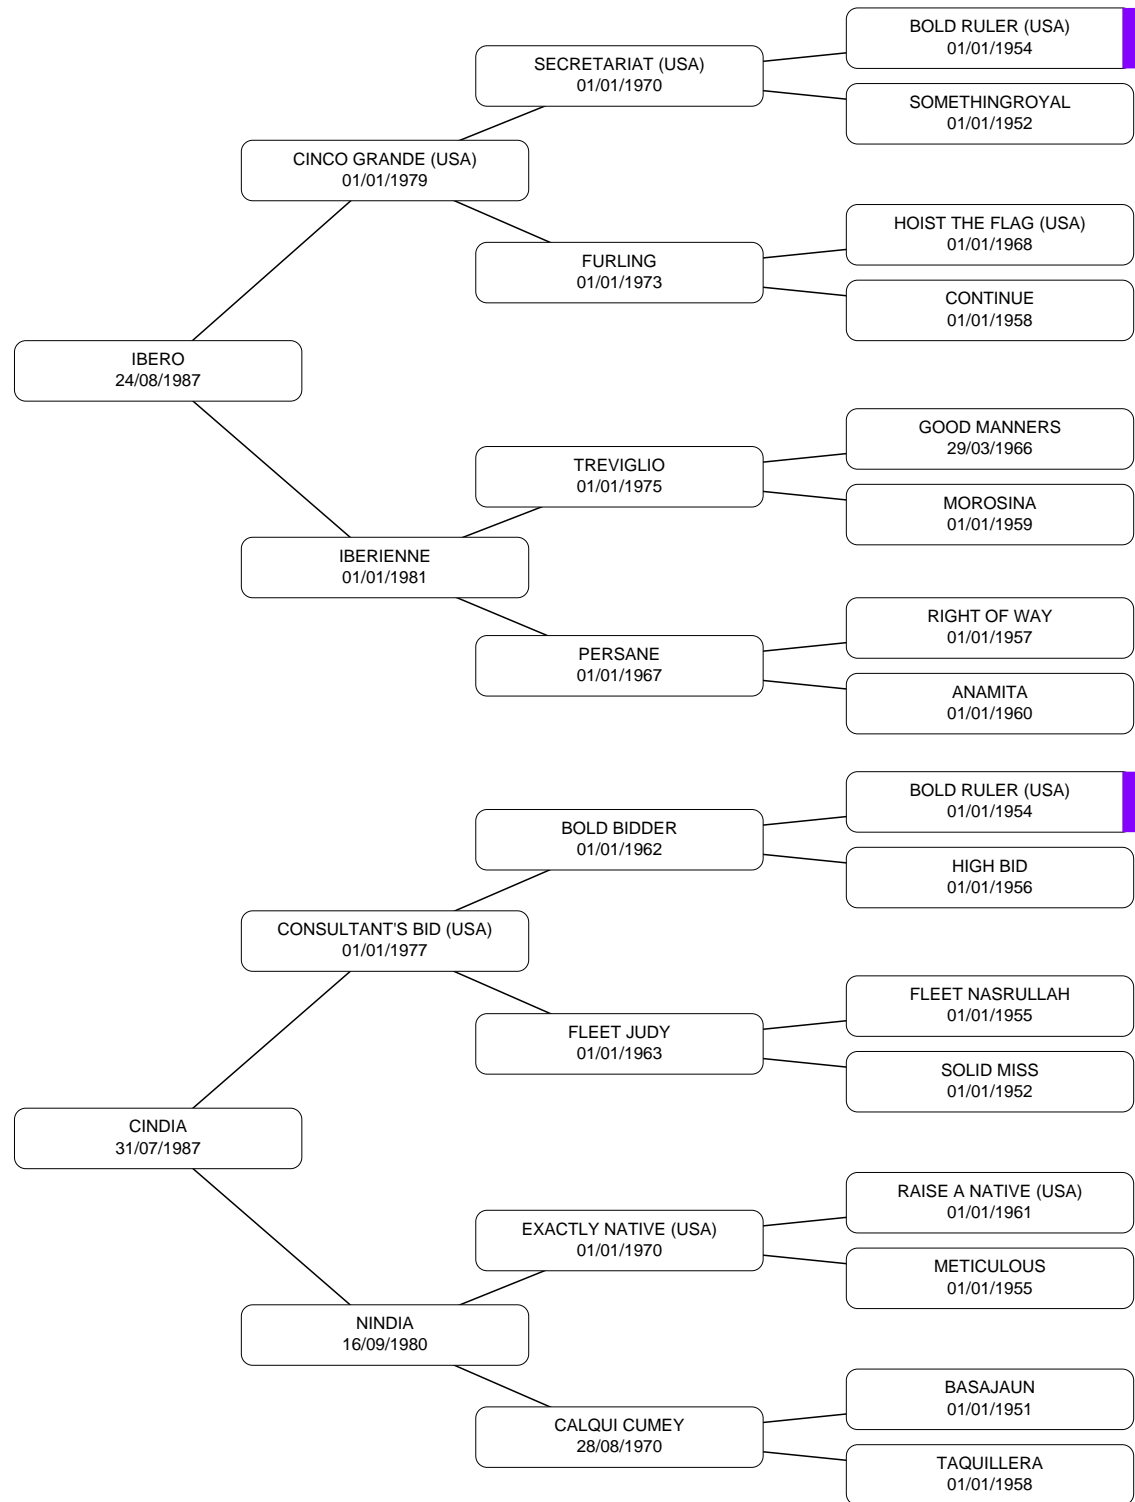 BOLD RULER (USA)
01/01/1954
SECRETARIAT (USA)
01/01/1970
SOMETHINGROYAL
01/01/1952
CINCO GRANDE (USA)
01/01/1979
HOIST THE FLAG (USA)
01/01/1968
FURLING
01/01/1973
CONTINUE
01/01/1958
IBERO
24/08/1987
GOOD MANNERS
29/03/1966
TREVIGLIO
01/01/1975
MOROSINA
01/01/1959
IBERIENNE
01/01/1981
RIGHT OF WAY
01/01/1957
PERSANE
01/01/1967
ANAMITA
01/01/1960
BOLD RULER (USA)
01/01/1954
BOLD BIDDER
01/01/1962
HIGH BID
01/01/1956
CONSULTANT'S BID (USA)
01/01/1977
FLEET NASRULLAH
01/01/1955
FLEET JUDY
01/01/1963
SOLID MISS
01/01/1952
CINDIA
31/07/1987
RAISE A NATIVE (USA)
01/01/1961
EXACTLY NATIVE (USA)
01/01/1970
METICULOUS
01/01/1955
NINDIA
16/09/1980
BASAJAUN
01/01/1951
CALQUI CUMEY
28/08/1970
TAQUILLERA
01/01/1958